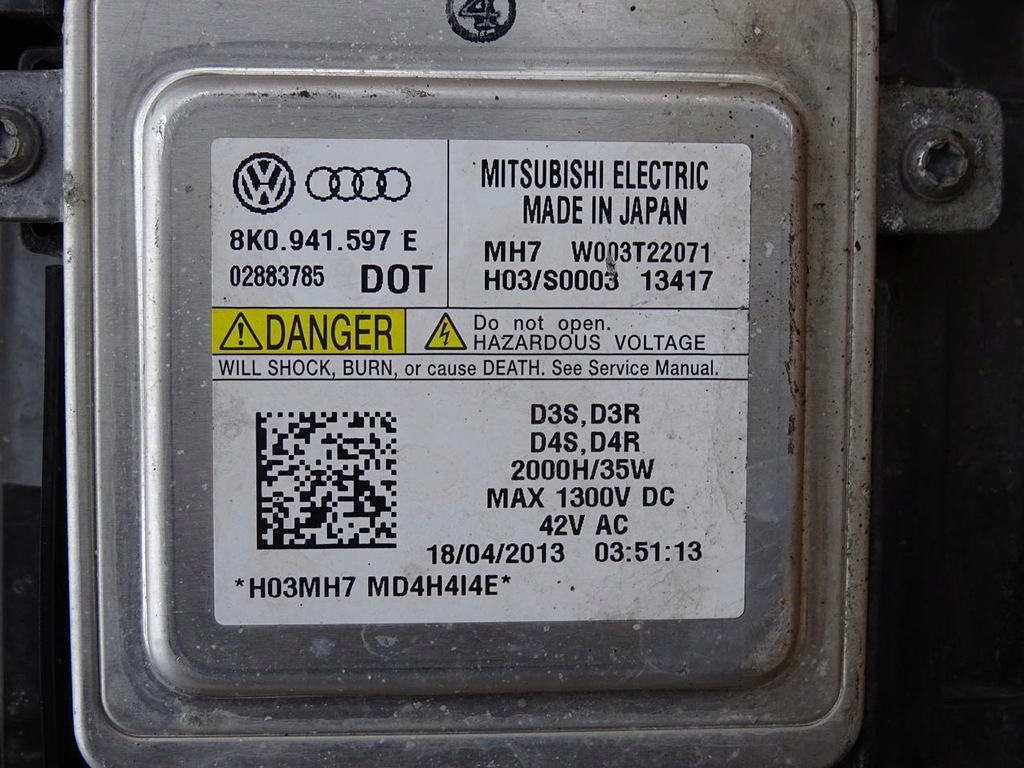 4
8K0.941.597 E
02883785 DOT
MITSUBISHI ELECTRIC
MADE IN JAPAN
MH7 W003T22071
H03/S0003 13417
DANGER
Do not open.
HAZARDOUS VOLTAGE
WILL SHOCK, BURN, or cause DEATH. See Service Manual.
D3S,D3R
D4S,D4R
2000H/35W
MAX 1300V DC
42V AC
18/04/2013 03:51:13
*H03MH7 MD4H4I4E*